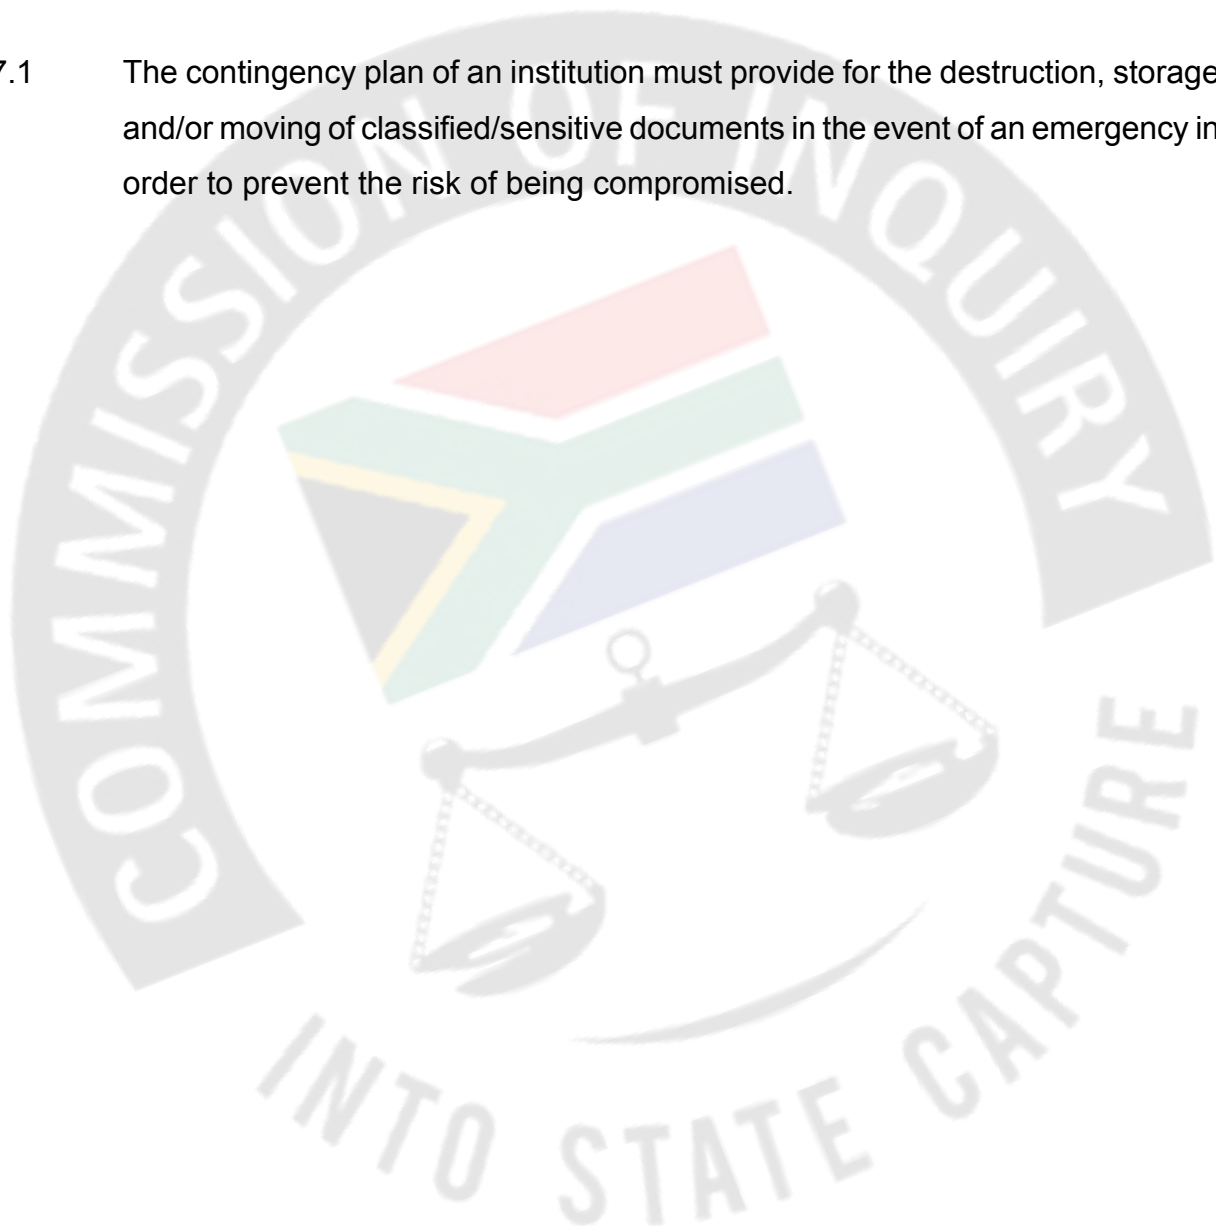 7.1 The contingency plan of an institution must provide for the destruction, storage
and/or moving of classified/sensitive documents in the event of an emergency in
order to prevent the risk of being compromised.
COMMISSION OF INQUIRY
INTO STATE CAPTURE